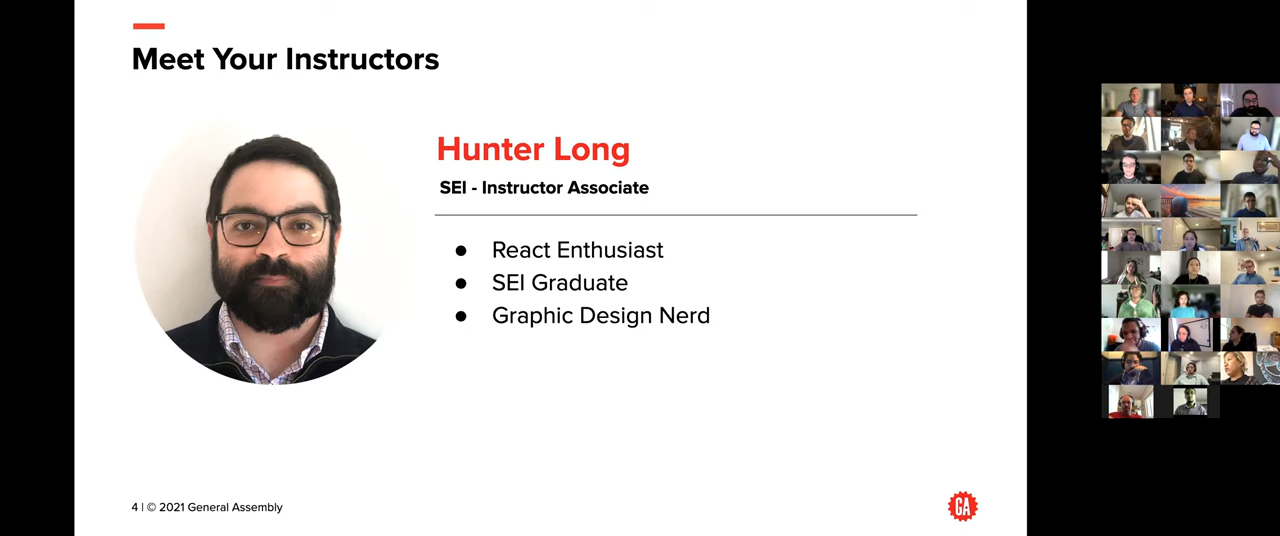 Meet Your Instructors
Hunter Long
SEI - Instructor Associate
● React Enthusiast
● SEI Graduate
● Graphic Design Nerd
4 | © 2021 General Assembly
GA